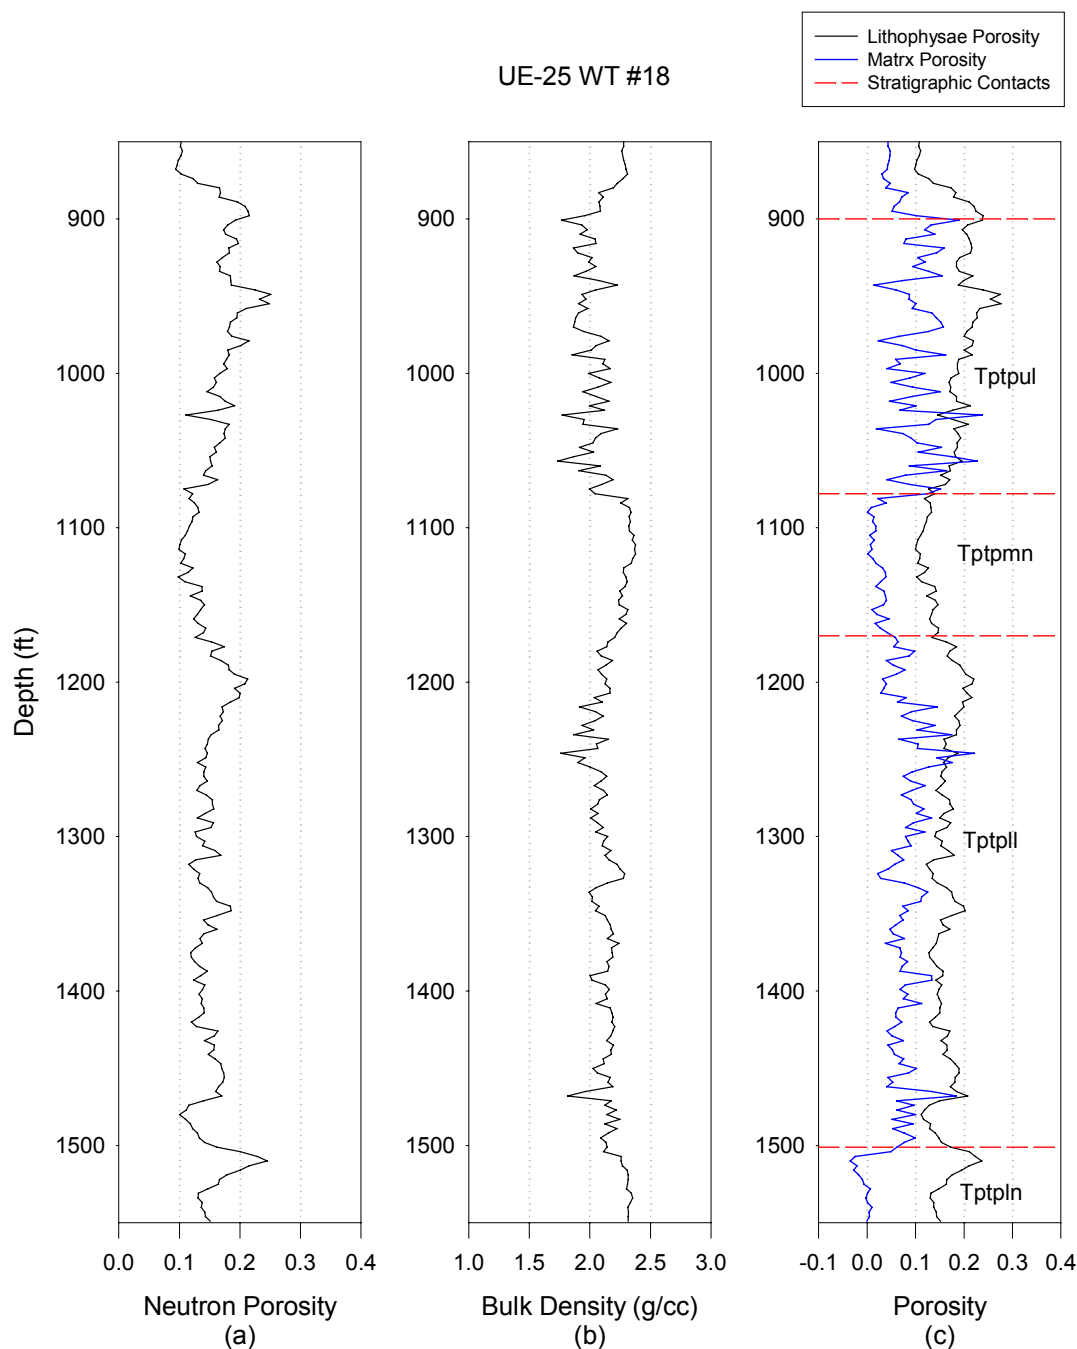 Lithophysae Porosity
Matrx Porosity
Stratigraphic Contacts
UE-25 WT #18
Depth (ft)
900
1000
1100
1200
1300
1400
1500
0.0 0.1 0.2 0.3 0.4
Neutron Porosity
(a)
900
1000
1100
1200
1300
1400
1500
1.0 1.5 2.0 2.5 3.0
Bulk Density (g/cc)
(b)
900
1000
1100
1200
1300
1400
1500
Tptpul
Tptpmn
Tptpll
Tptpln
-0.1 0.0 0.1 0.2 0.3 0.4
Porosity
(c)